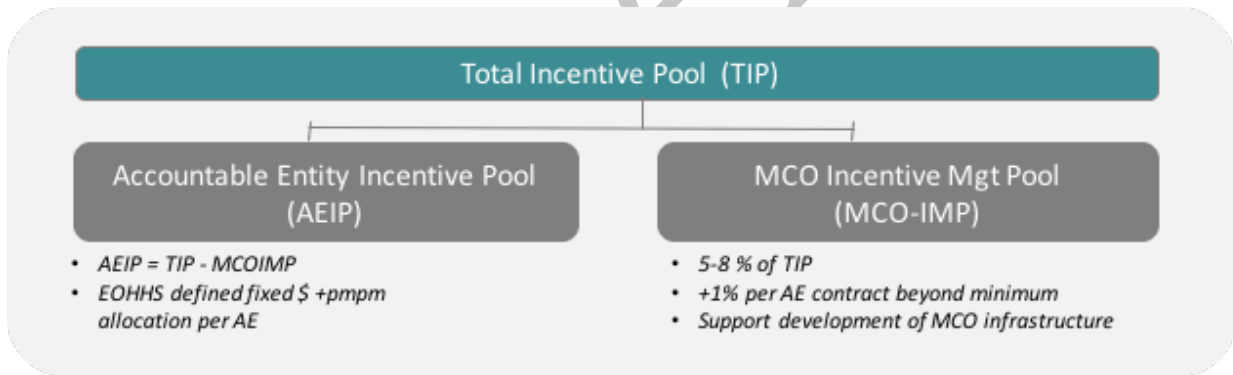 Total Incentive Pool (TIP)
Accountable Entity Incentive Pool
(AEIP)
• AEIP = TIP - MCOIMP
• EOHHS defined fixed $ +pmpm
allocation per AE
MCO Incentive Mgt Pool
(MCO-IMP)
• 5-8 % of TIP
• +1% per AE contract beyond minimum
• Support development of MCO infrastructure